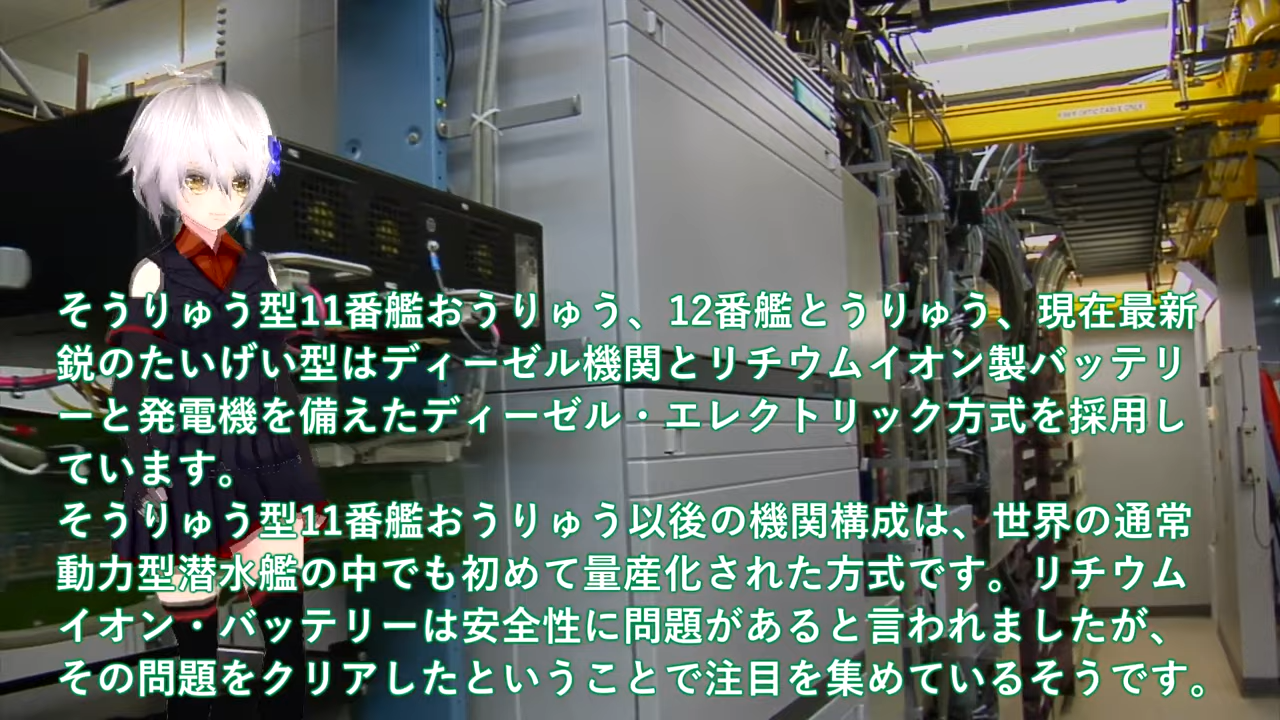 FIBER OPTIC CABLE ONLY
そうりゅう型11番艦おうりゅう、12番艦とうりゅう、現在最新
鋭のたいげい型はディーゼル機関とリチウムイオン製バッテリ
ーと発電機を備えたディーゼル・エレクトリック方式を採用し
ています。
そうりゅう型11番艦おうりゅう以後の機関構成は、世界の通常
動力型潜水艦の中でも初めて量産化された方式です。リチウム
イオン・バッテリーは安全性に問題があると言われましたが、
その問題をクリアしたということで注目を集めているそうです。